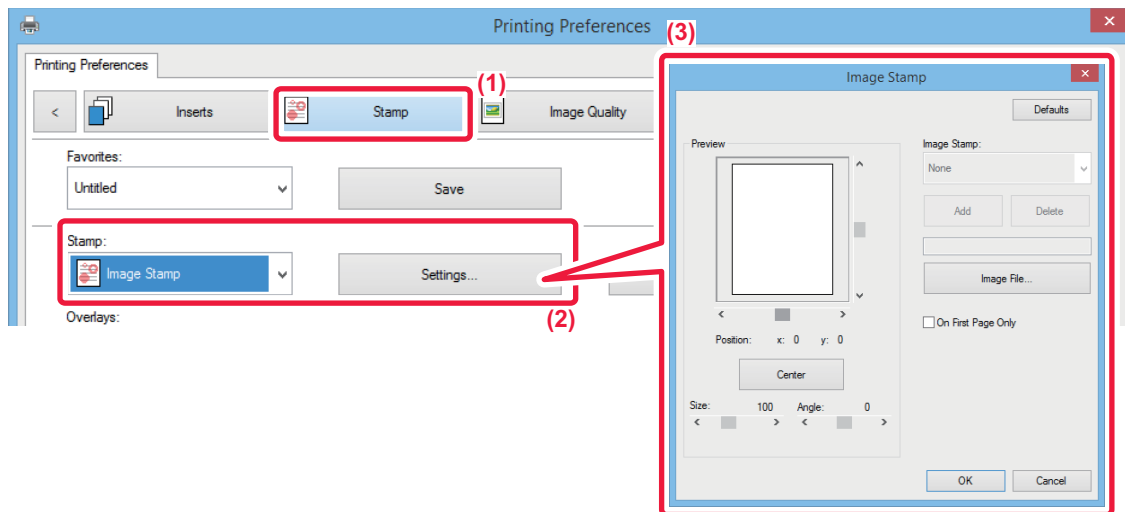 Printing Preferences
(3)
Printing Preferences
(1)
< Inserts Stamp Image Quality
Favorites:
Untitled Save
Stamp:
Image Stamp Settings...
(2)
Overlays:
Image Stamp
Defaults
Preview
Image Stamp:
None
Add Delete
Image File...
On First Page Only
Position: x: 0 y: 0
Center
Size: 100 Angle: 0
OK Cancel